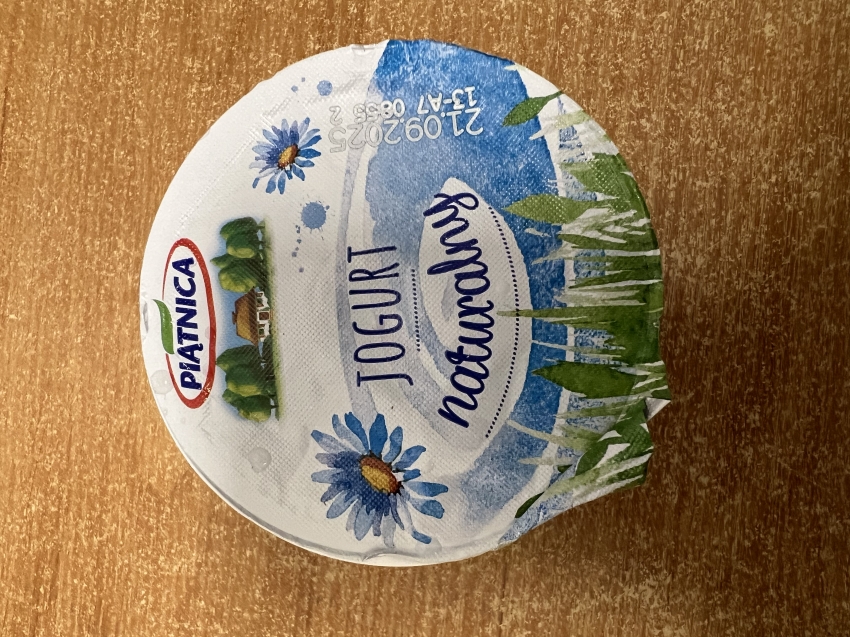 PIĄTNICA
JOGURT
naturalny
21.09.2025
13-A7 08:55 2